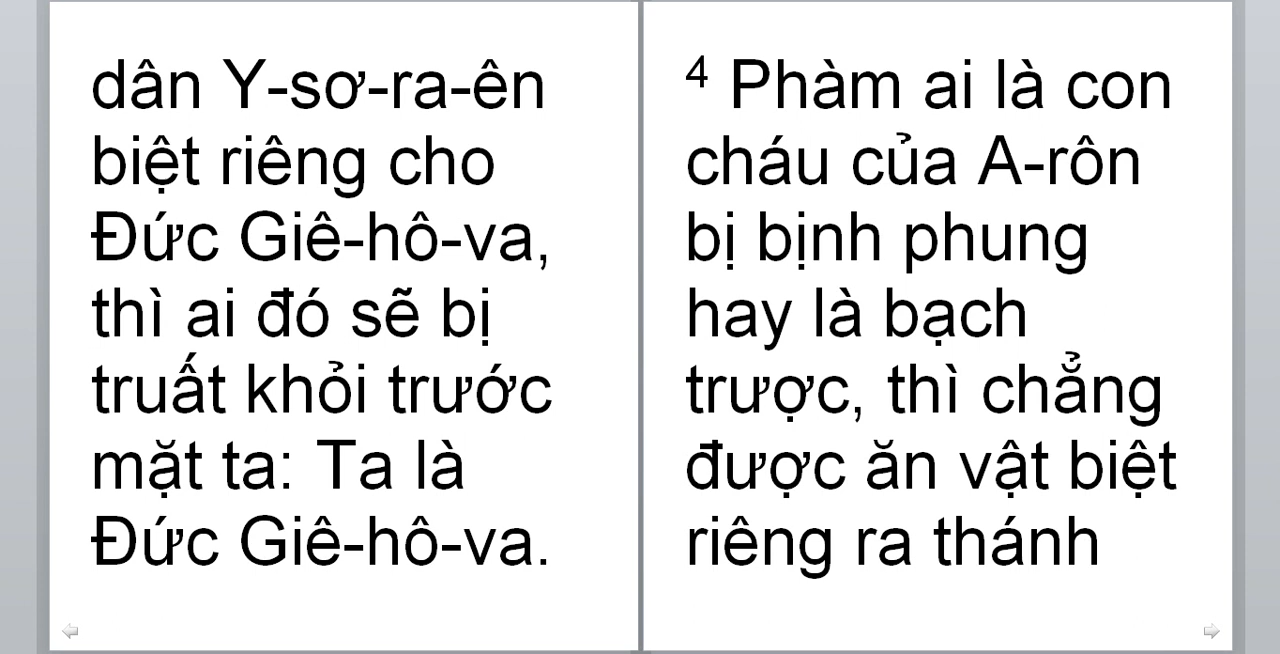 dân Y-sơ-ra-ên
biệt riêng cho
Đức Giê-hô-va,
thì ai đó sẽ bị
truất khỏi trước
mặt ta: Ta là
Đức Giê-hô-va.
4 Phàm ai là con
cháu của A-rôn
bị bịnh phung
hay là bạch
trược, thì chẳng
được ăn vật biệt
riêng ra thánh